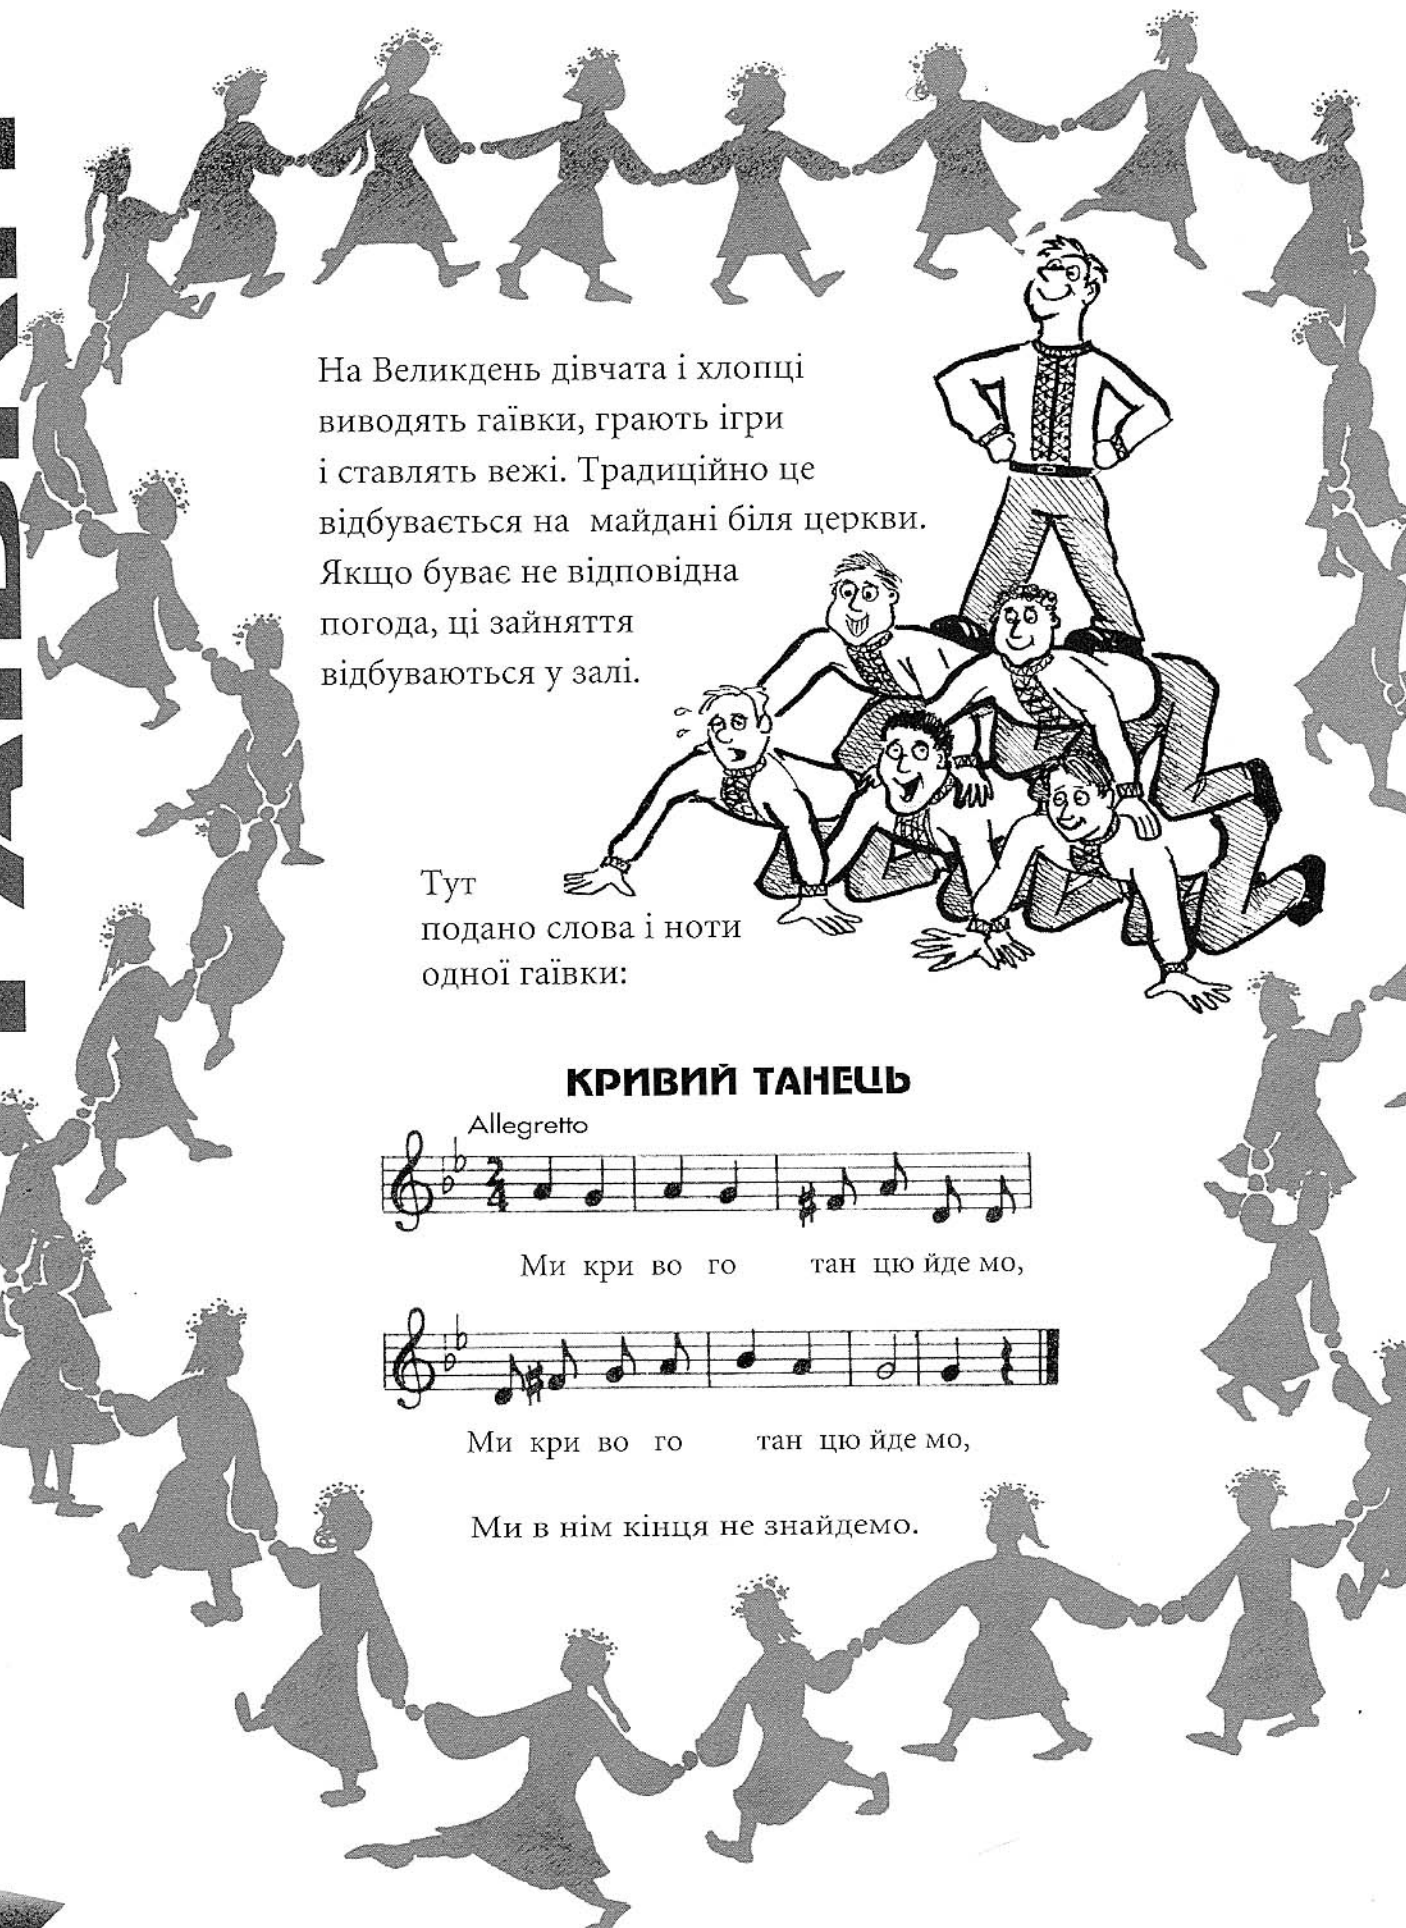 На Великдень дівчата і хлопці
виводять гаївки, грають ігри
і ставлять вежі. Традиційно це
відбувається на майдані біля церкви.
Якщо буває не відповідна
погода, ці зайняття
відбуваються у залі.
Тут
подано слова і ноти
одної гаївки:
КРИВИЙ ТАНЕЦЬ
Allegretto
2
4
Ми кри во го тан цю йде мо,
Ми кри во го тан цю йде мо,
Ми в нім кінця не знайдемо.